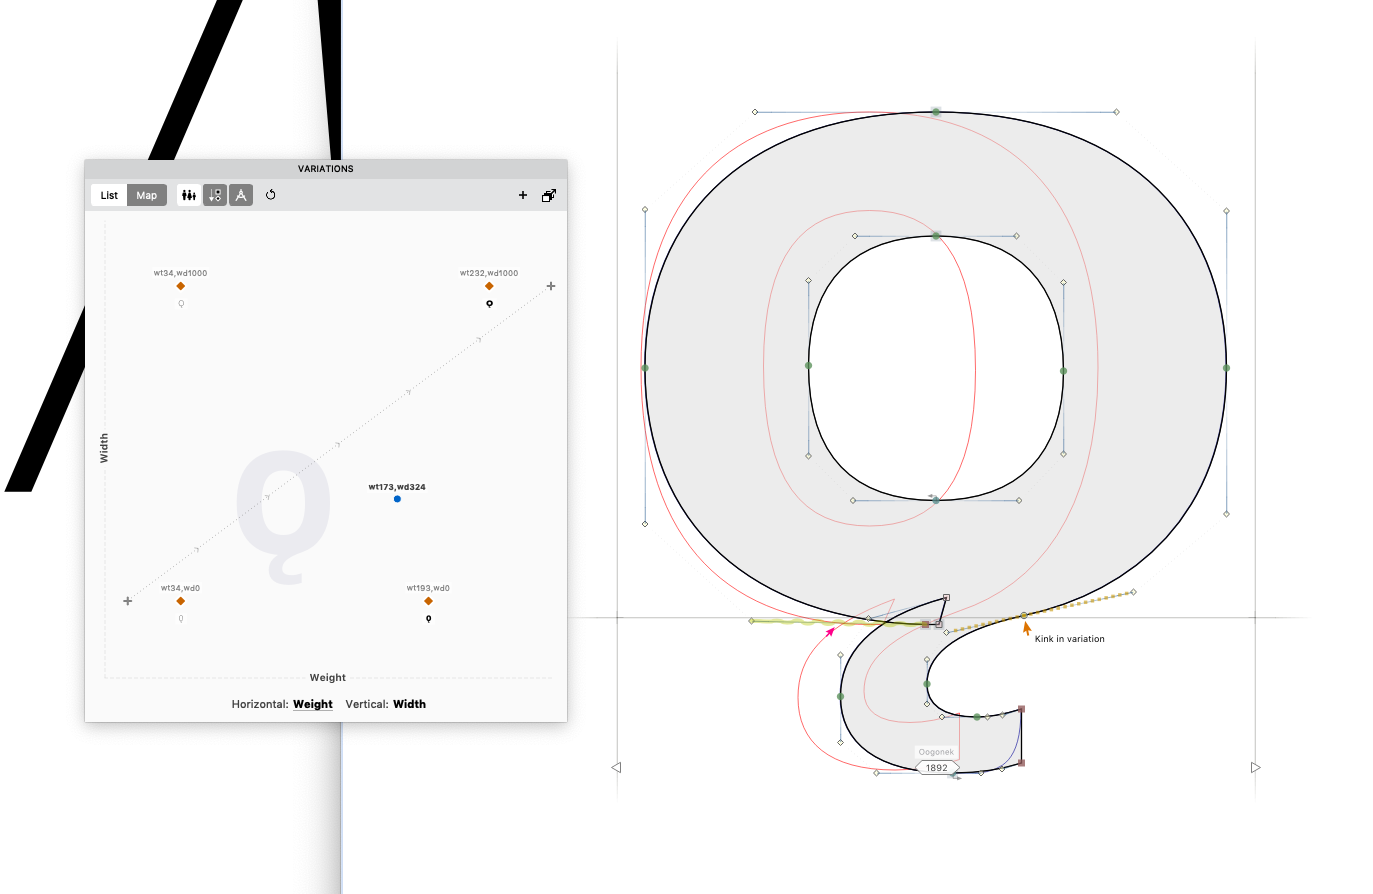 VARIATIONS
List Map
wt34,wd1000
Q
wt232,wd1000
Q
Width
Q
wt173,wd324
wt34,wd0
Q
wt193,wd0
Q
Weight
Horizontal: Weight Vertical: Width
Kink in variation
Oogonek
1892